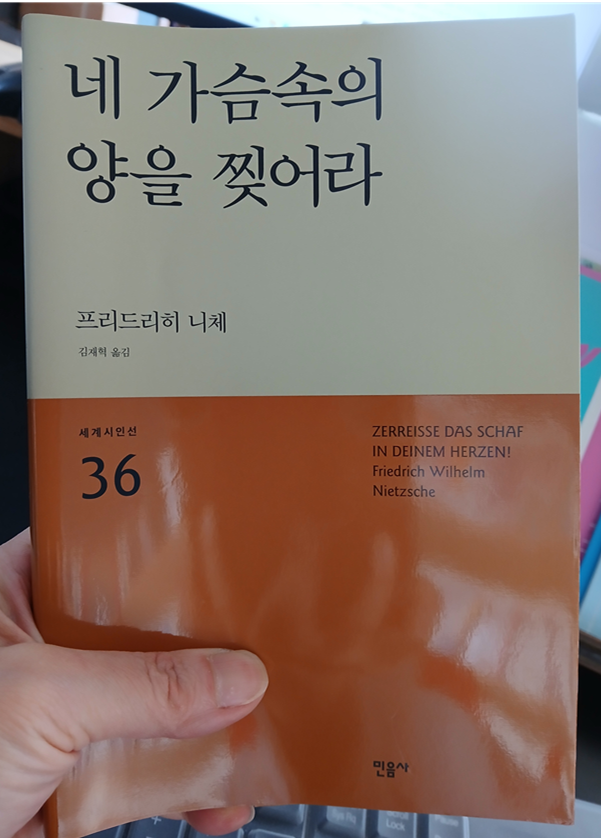 네 가슴속의
양을 찢어라
프리드리히 니체
김재혁 옮김
세계시인선
36
ZERREISSE DAS SCHAF
IN DEINEM HERZEN!
Friedrich Wilhelm
Nietzsche
민음사